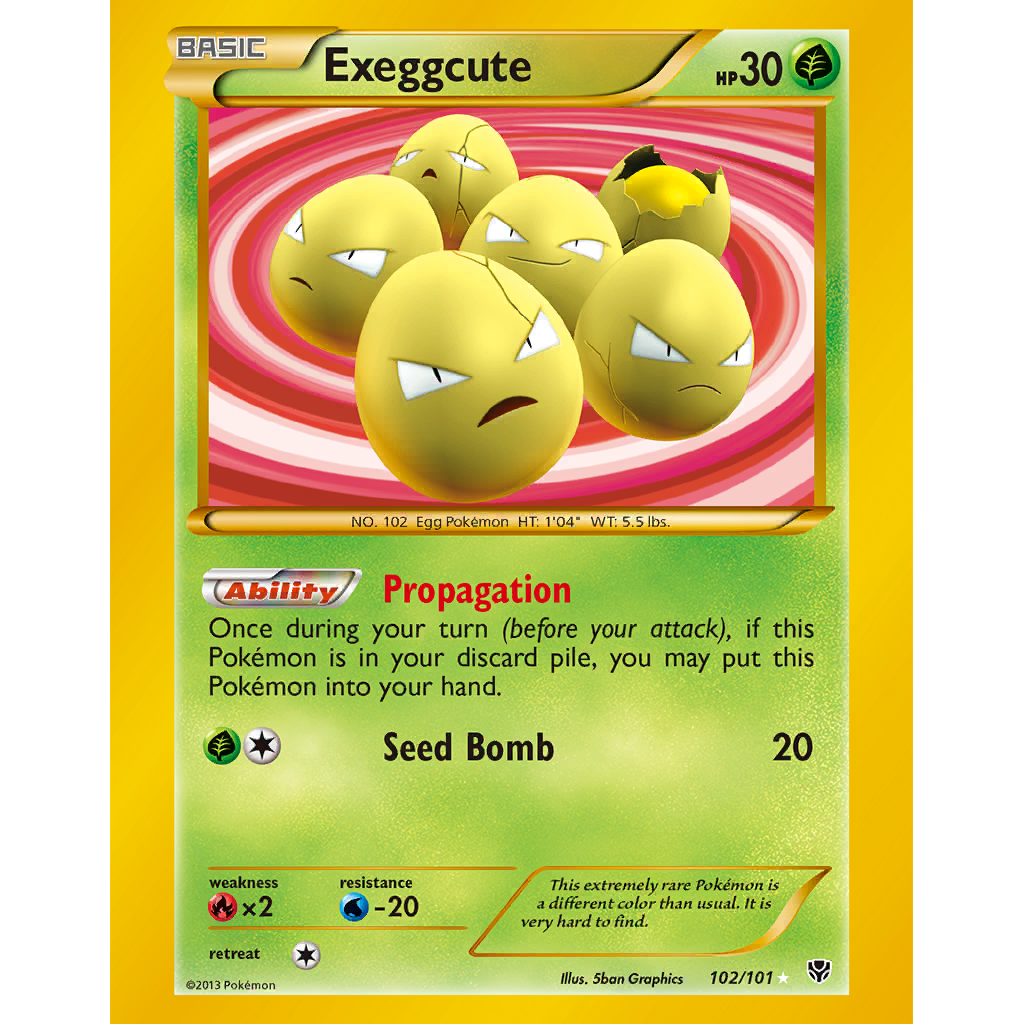 BASIC
Exeggcute
HP30
NO. 102 Egg Pokémon HT: 1'04" WT: 5.5 lbs.
Ability Propagation
Once during your turn (before your attack), if this
Pokémon is in your discard pile, you may put this
Pokémon into your hand.
Seed Bomb 20
weakness resistance
×2 -20
retreat
This extremely rare Pokémon is
a different color than usual. It is
very hard to find.
Illus. 5ban Graphics 102/101
©2013 Pokémon